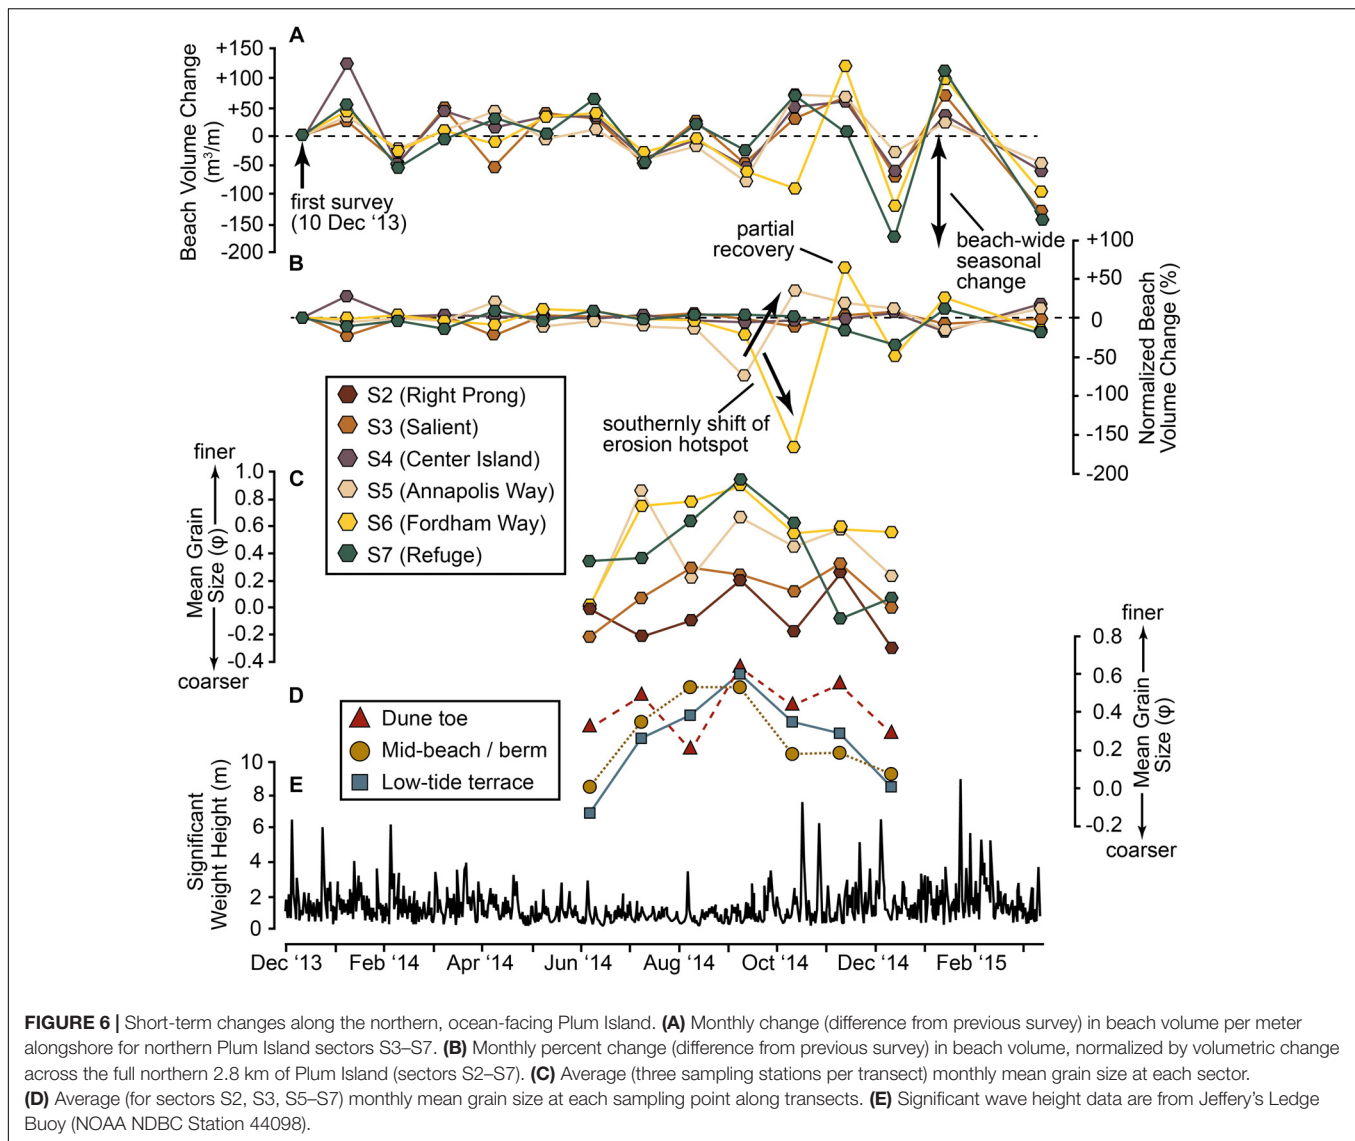 A
+150
+100
+50
0
-50
-100
-150
-200
Beach Volume Change
(m³/m)
first survey
(10 Dec ‘13)
partial
recovery
beach-wide
seasonal
change
B
+100
+50
0
-50
-100
-150
-200
Normalized Beach
Volume Change (%)
southernly shift of
erosion hotspot
S2 (Right Prong)
S3 (Salient)
S4 (Center Island)
S5 (Annapolis Way)
S6 (Fordham Way)
S7 (Refuge)
C
finer
1.0
0.8
0.6
0.4
0.2
0.0
-0.2
-0.4
Mean Grain
Size (φ)
coarser
D
finer
0.8
0.6
0.4
0.2
0.0
-0.2
Mean Grain
Size (φ)
coarser
Dune toe
Mid-beach / berm
Low-tide terrace
E
10
8
6
4
2
0
Significant
Weight Height (m)
Dec ‘13
Feb ‘14
Apr ‘14
Jun ‘14
Aug ‘14
Oct ‘14
Dec ‘14
Feb ‘15
FIGURE 6 | Short-term changes along the northern, ocean-facing Plum Island. (A) Monthly change (difference from previous survey) in beach volume per meter
alongshore for northern Plum Island sectors S3–S7. (B) Monthly percent change (difference from previous survey) in beach volume, normalized by volumetric change
across the full northern 2.8 km of Plum Island (sectors S2–S7). (C) Average (three sampling stations per transect) monthly mean grain size at each sector.
(D) Average (for sectors S2, S3, S5–S7) monthly mean grain size at each sampling point along transects. (E) Significant wave height data are from Jeffery’s Ledge
Buoy (NOAA NDBC Station 44098).